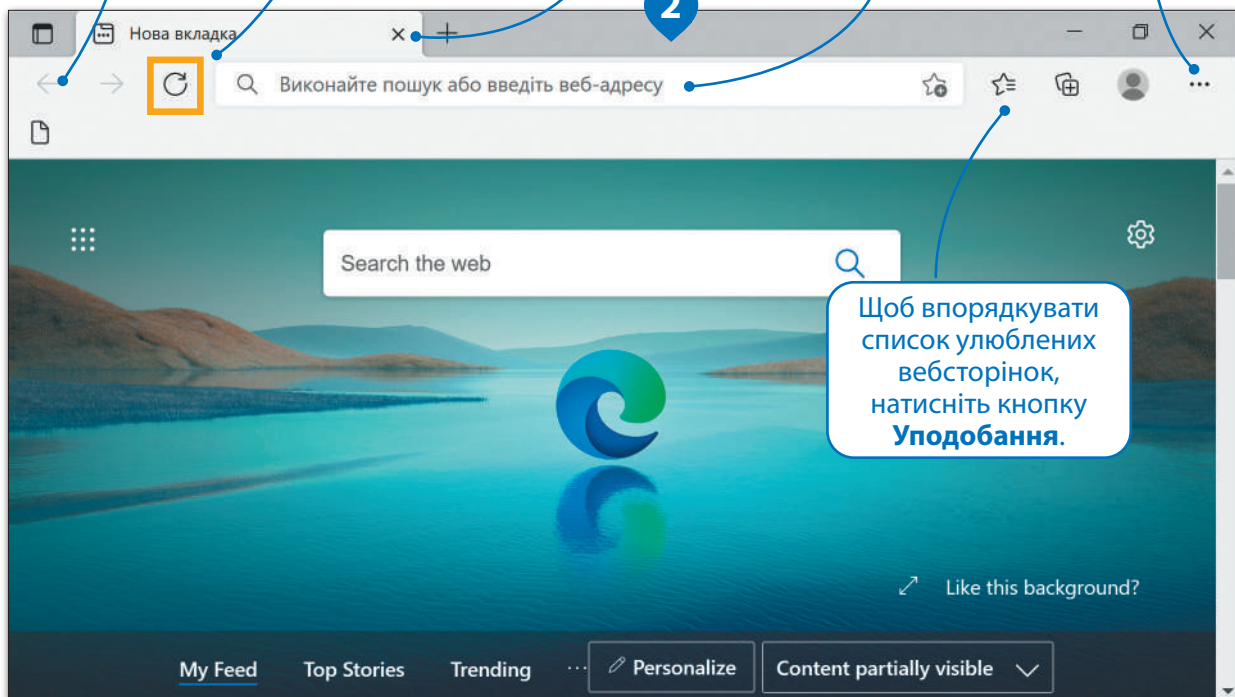 2
Нова вкладка
Виконайте пошук або введіть веб-адресу
Search the web
Щоб впорядкувати
список улюблених
вебсторінок,
натисніть кнопку
Уподобання.
Like this background?
My Feed Top Stories Trending ... Personalize Content partially visible